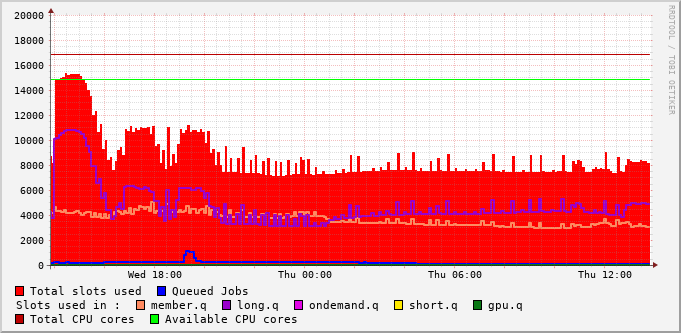 20000
18000
16000
14000
12000
10000
8000
6000
4000
2000
0
Wed 18:00 Thu 00:00 Thu 06:00 Thu 12:00
RRDTOOL / TOBI OETIKER
Total slots used Queued Jobs
Slots used in : member.q long.q ondemand.q short.q gpu.q
Total CPU cores Available CPU cores